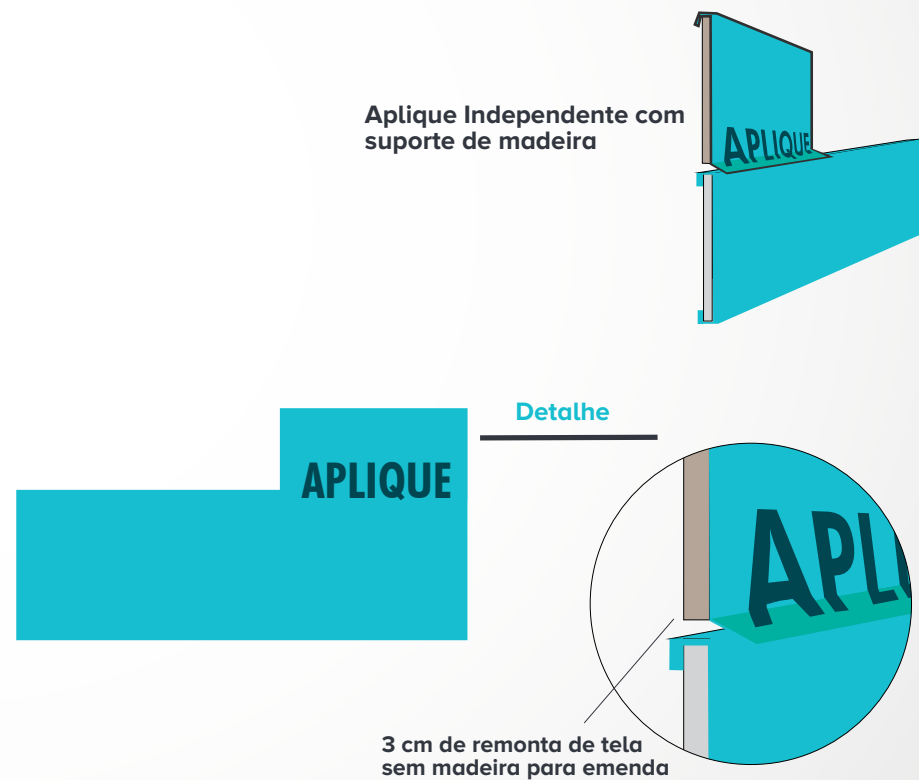 Aplique Independente com
suporte de madeira
APLIQUE
Detalhe
APLIQUE
APLI
3 cm de remonta de tela
sem madeira para emenda